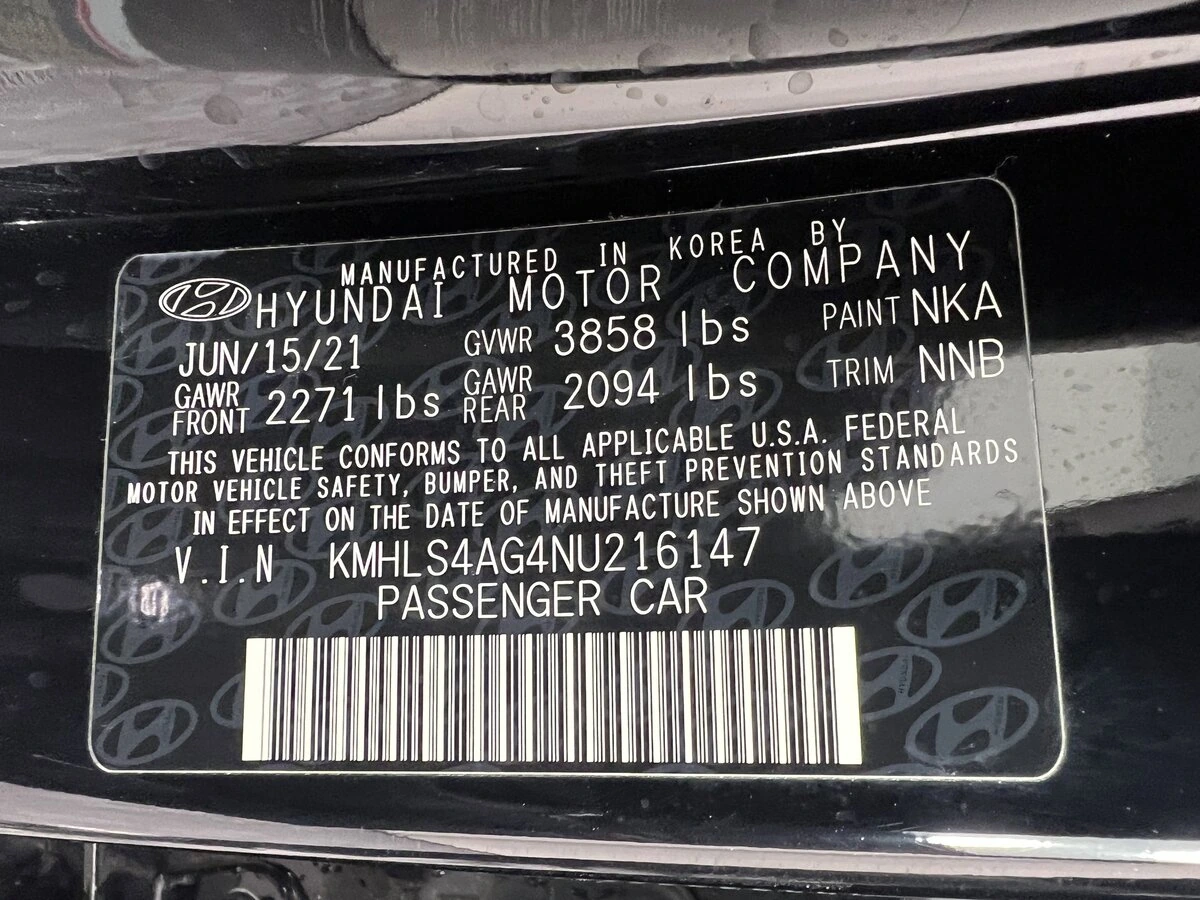 MANUFACTURED IN KOREA BY
HYUNDAI MOTOR COMPANY
JUN/15/21 GVWR 3858 lbs PAINT NKA
GAWR FRONT 2271 lbs GAWR REAR 2094 lbs TRIM NNB
THIS VEHICLE CONFORMS TO ALL APPLICABLE U.S.A. FEDERAL
MOTOR VEHICLE SAFETY, BUMPER, AND THEFT PREVENTION STANDARDS
IN EFFECT ON THE DATE OF MANUFACTURE SHOWN ABOVE
V.I.N KMHLS4AG4NU216147
PASSENGER CAR